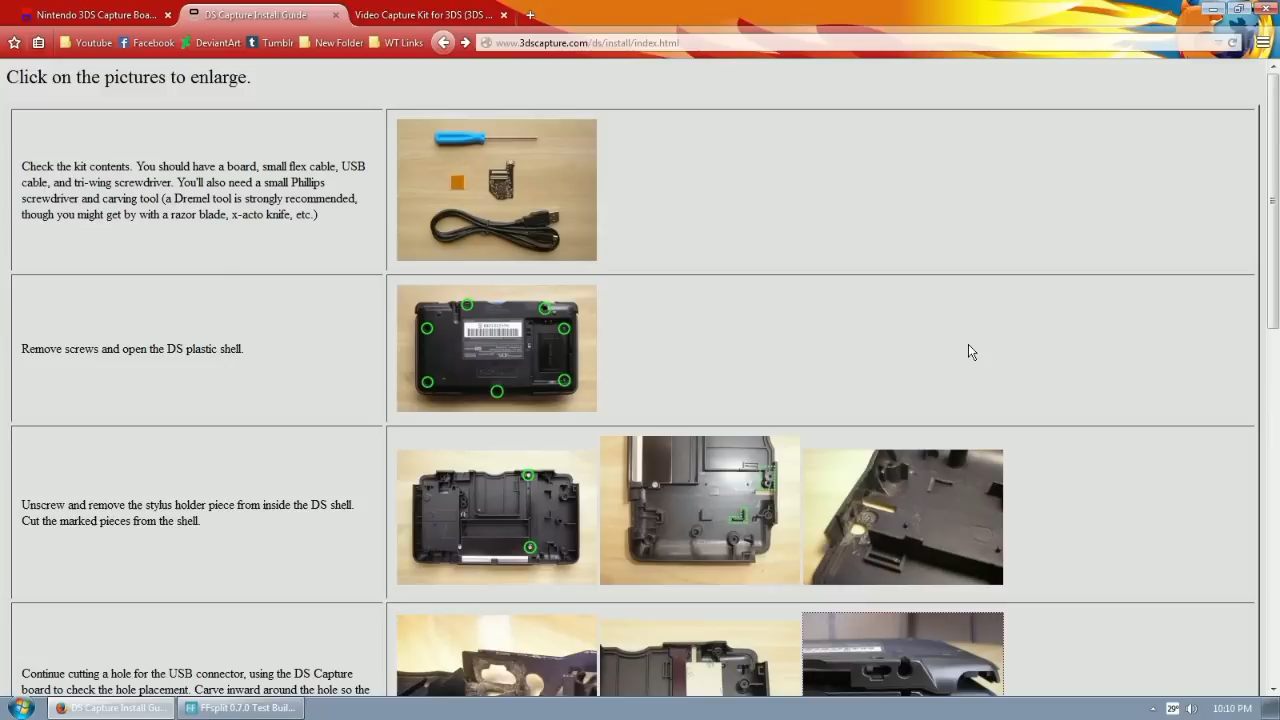 Nintendo 3DS Capture Boa...
DS Capture Install Guide
Video Capture Kit for 3DS (3DS ...
Youtube
Facebook
DeviantArt
Tumblr
New Folder
WT Links
www.3dscapture.com/ds/install/index.html
Click on the pictures to enlarge.
Check the kit contents. You should have a board, small flex cable, USB
cable, and tri-wing screwdriver. You'll also need a small Phillips
screwdriver and carving tool (a Dremel tool is strongly recommended,
though you might get by with a razor blade, x-acto knife, etc.)
Remove screws and open the DS plastic shell.
Unscrew and remove the stylus holder piece from inside the DS shell.
Cut the marked pieces from the shell.
Continue cutting a hole for the USB connector, using the DS Capture
board to check the hole placement. Carve inward around the hole so the
DS Capture Install Gu...
FFsplit 0.7.0 Test Buil...
29°
10:10 PM